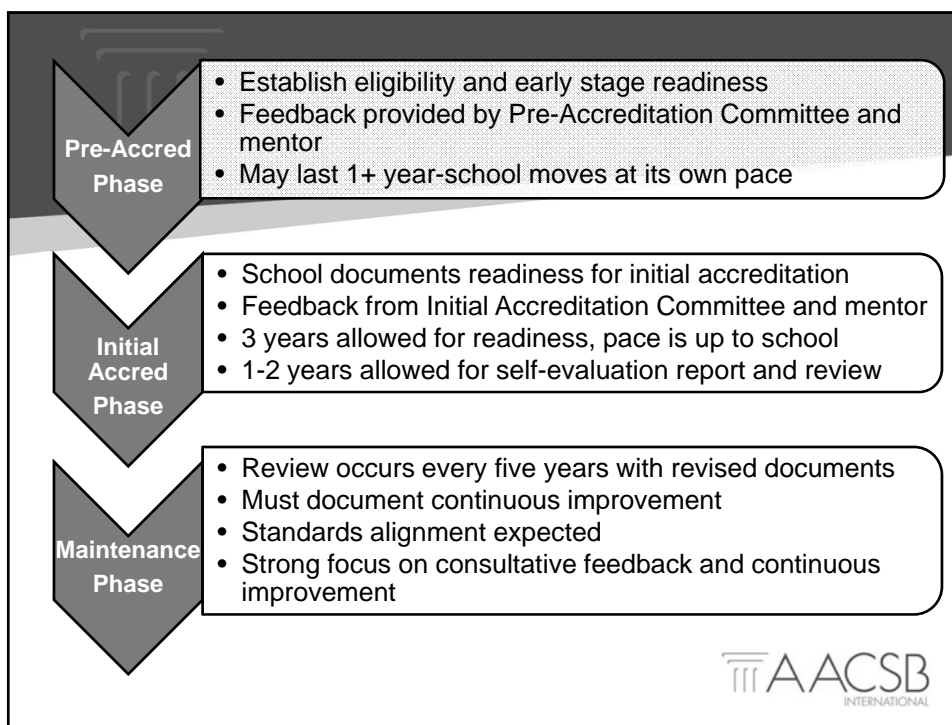 Pre-Accred
Phase
• Establish eligibility and early stage readiness
• Feedback provided by Pre-Accreditation Committee and
mentor
• May last 1+ year-school moves at its own pace
Initial
Accred
Phase
• School documents readiness for initial accreditation
• Feedback from Initial Accreditation Committee and mentor
• 3 years allowed for readiness, pace is up to school
• 1-2 years allowed for self-evaluation report and review
Maintenance
Phase
• Review occurs every five years with revised documents
• Must document continuous improvement
• Standards alignment expected
• Strong focus on consultative feedback and continuous
improvement
AACSB
INTERNATIONAL